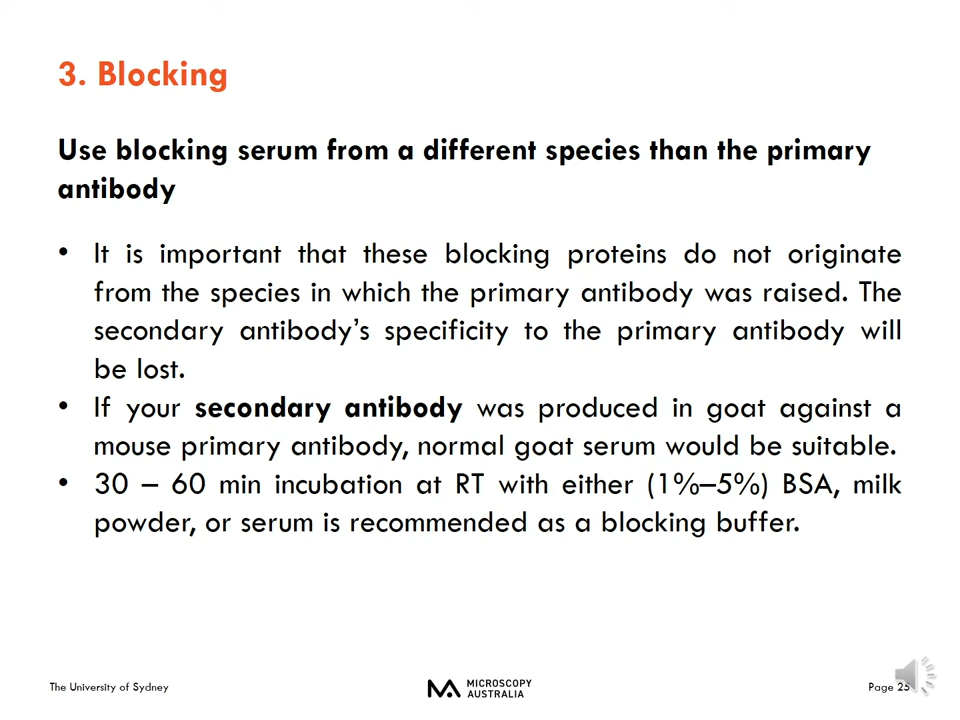 3. Blocking
Use blocking serum from a different species than the primary
antibody
• It is important that these blocking proteins do not originate
from the species in which the primary antibody was raised. The
secondary antibody’s specificity to the primary antibody will
be lost.
• If your secondary antibody was produced in goat against a
mouse primary antibody, normal goat serum would be suitable.
• 30 – 60 min incubation at RT with either (1%–5%) BSA, milk
powder, or serum is recommended as a blocking buffer.
The University of Sydney
MICROSCOPY
AUSTRALIA
Page 25